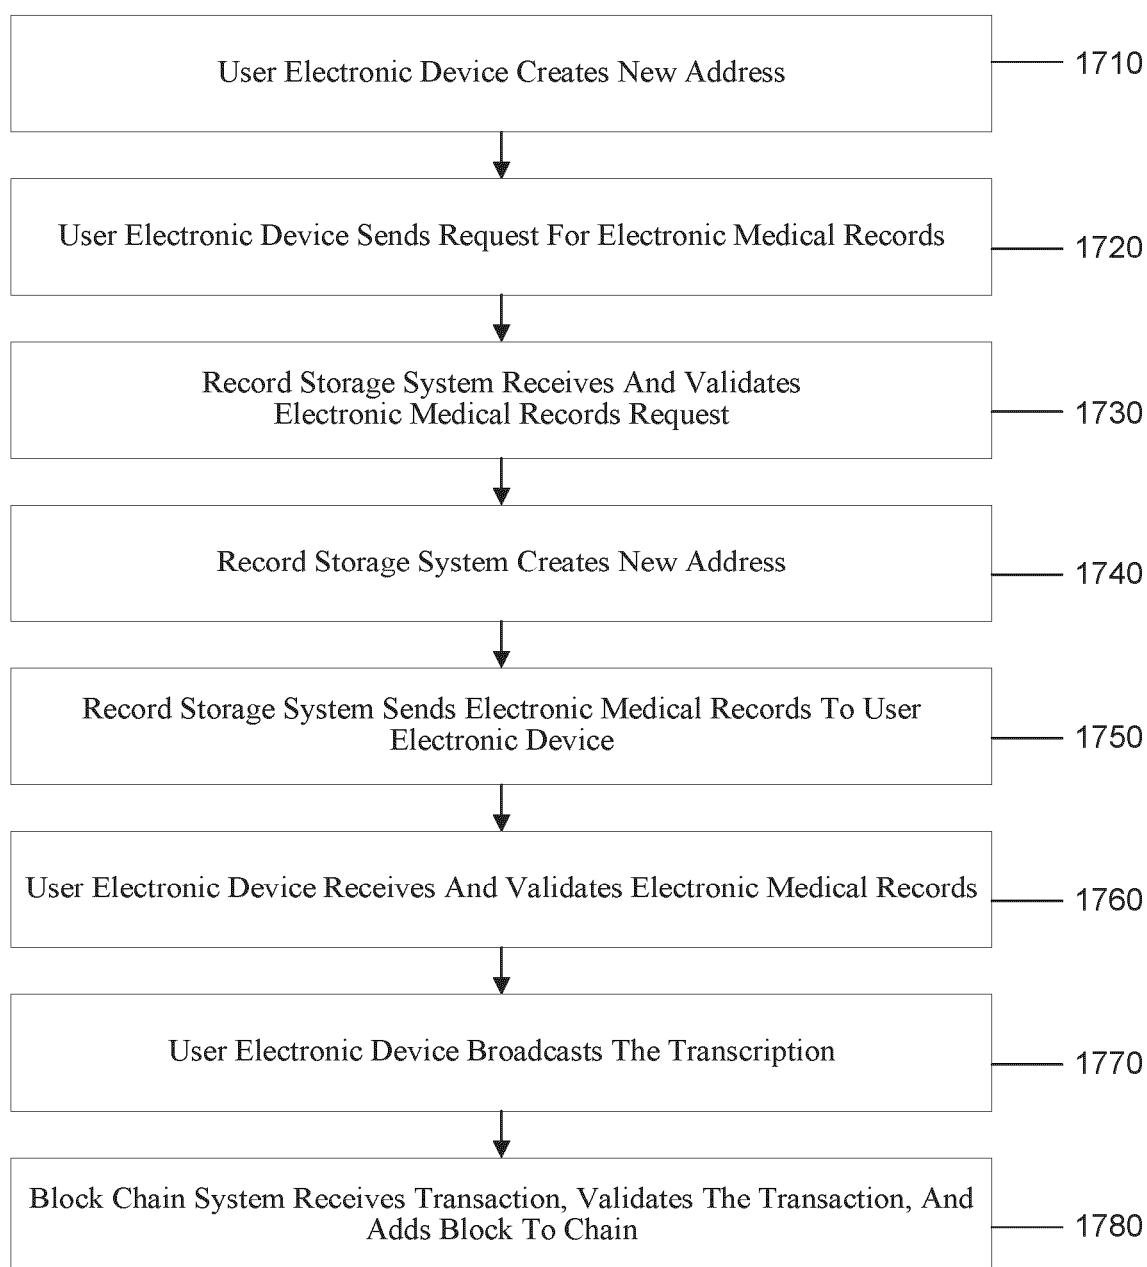 User Electronic Device Creates New Address
1710
User Electronic Device Sends Request For Electronic Medical Records
1720
Record Storage System Receives And Validates
Electronic Medical Records Request
1730
Record Storage System Creates New Address
1740
Record Storage System Sends Electronic Medical Records To User
Electronic Device
1750
User Electronic Device Receives And Validates Electronic Medical Records
1760
User Electronic Device Broadcasts The Transcription
1770
Block Chain System Receives Transaction, Validates The Transaction, And
Adds Block To Chain
1780